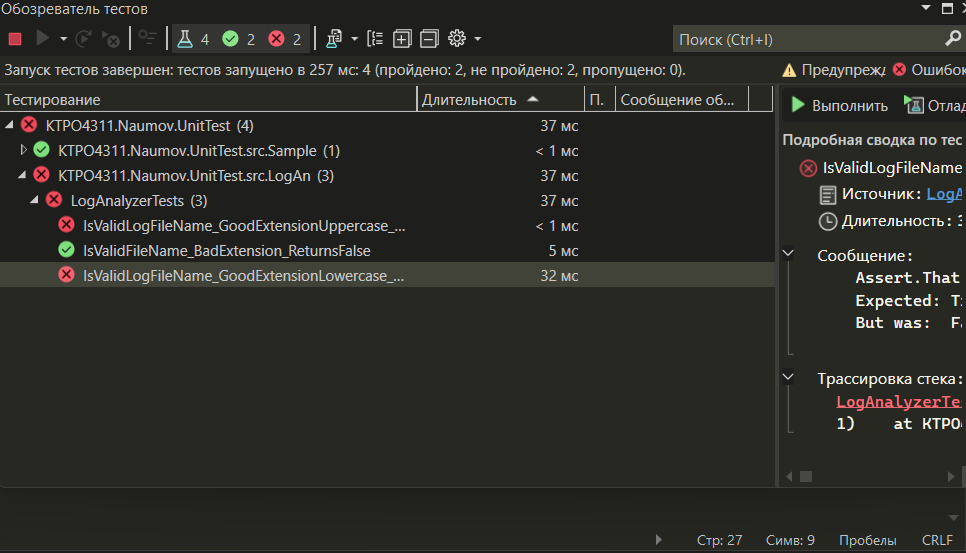 Обозреватель тестов
4 2 2
Поиск (Ctrl+I)
Запуск тестов завершен: тестов запущено в 257 мс: 4 (пройдено: 2, не пройдено: 2, пропущено: 0).
Предупрежд Ошибок
Тестирование Длительность П. Сообщение об...
Выполнить Отлад
KTPO4311.Naumov.UnitTest (4) 37 мс
Подробная сводка по тес
KTPO4311.Naumov.UnitTest.src.Sample (1) < 1 мс
IsValidLogFileName
KTPO4311.Naumov.UnitTest.src.LogAn (3) 37 мс
Источник: LogA
LogAnalyzerTests (3) 37 мс
Длительность: 3
IsValidLogFileName_GoodExtensionUppercase_... < 1 мс
IsValidFileName_BadExtension_ReturnsFalse 5 мс
Сообщение:
IsValidLogFileName_GoodExtensionLowercase_... 32 мс
Assert.That
Expected: T
But was: Fa
Трассировка стека:
LogAnalyzerTe
1) at KTPO
Стр: 27 Симв: 9 Пробелы CRLF